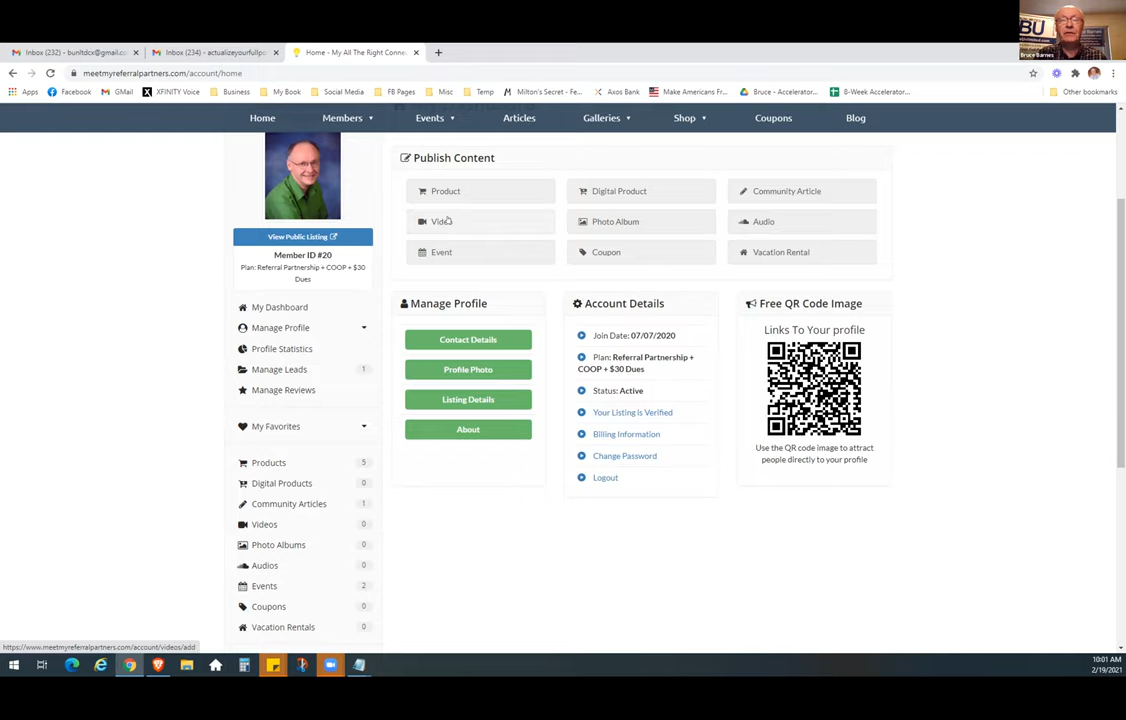 BU
Barnes
Bruce Barnes
Inbox (232) - bunltdcx@gmail.co
Inbox (234) - actualizeyourfullpo
Home - My All The Right Conne
meetmyreferralpartners.com/account/home
Apps Facebook GMail XFINITY Voice Business My Book Social Media FB Pages Misc Temp Milton's Secret - Fe... Axos Bank Make Americans Fr... Bruce - Accelerator... 8-Week Accelerator... Other bookmarks
Home Members Events Articles Galleries Shop Coupons Blog
View Public Listing
Member ID #20
Plan: Referral Partnership + COOP + $30
Dues
My Dashboard
Manage Profile
Profile Statistics
Manage Leads 1
Manage Reviews
My Favorites
Products 5
Digital Products 0
Community Articles 1
Videos 0
Photo Albums 0
Audios 0
Events 2
Coupons 0
Vacation Rentals 0
Publish Content
Product Digital Product Community Article
Video Photo Album Audio
Event Coupon Vacation Rental
Manage Profile
Contact Details
Profile Photo
Listing Details
About
Account Details
Join Date: 07/07/2020
Plan: Referral Partnership +
COOP + $30 Dues
Status: Active
Your Listing is Verified
Billing Information
Change Password
Logout
Free QR Code Image
Links To Your profile
Use the QR code image to attract
people directly to your profile
https://www.meetmyreferralpartners.com/account/videos/add
10:01 AM
2/19/2021